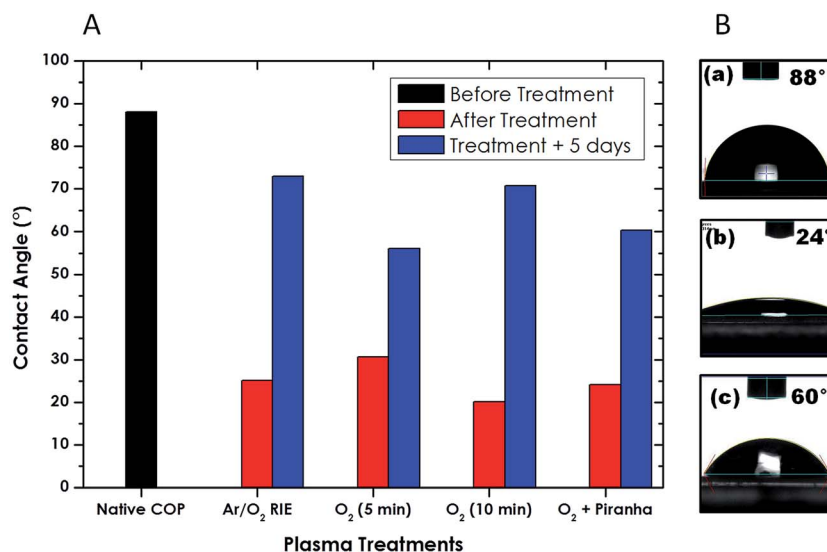 A
B
100
90
80
70
60
50
40
30
20
10
0
Contact Angle (°)
Before Treatment
After Treatment
Treatment + 5 days
Native COP
Ar/O₂ RIE
O₂ (5 min)
O₂ (10 min)
O₂ + Piranha
Plasma Treatments
(a) 88°
(b) 24°
(c) 60°